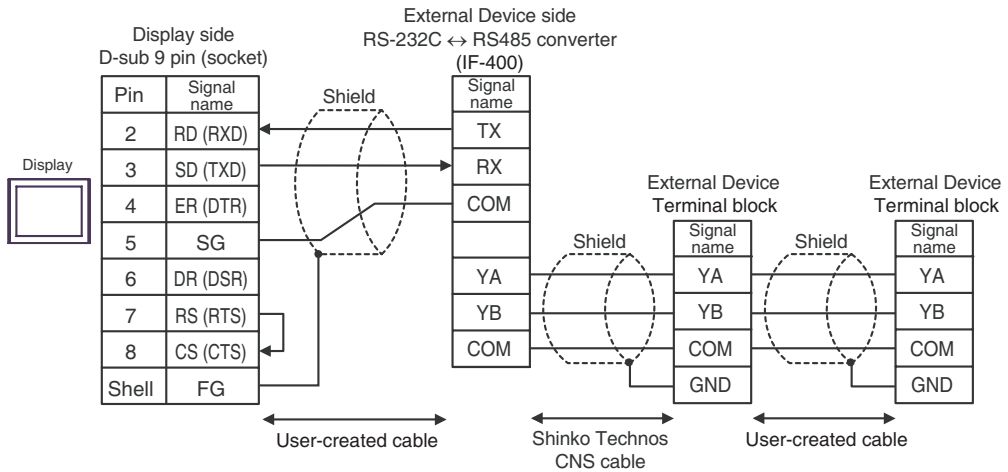 External Device side
RS-232C ↔ RS485 converter
(IF-400)
Display side
D-sub 9 pin (socket)
Pin
Signal
name
2
RD (RXD)
3
SD (TXD)
4
ER (DTR)
5
SG
6
DR (DSR)
7
RS (RTS)
8
CS (CTS)
Shell
FG
Display
Shield
Signal
name
TX
RX
COM
YA
YB
COM
Shield
External Device
Terminal block
Signal
name
YA
YB
COM
GND
Shield
External Device
Terminal block
Signal
name
YA
YB
COM
GND
User-created cable
Shinko Technos
CNS cable
User-created cable